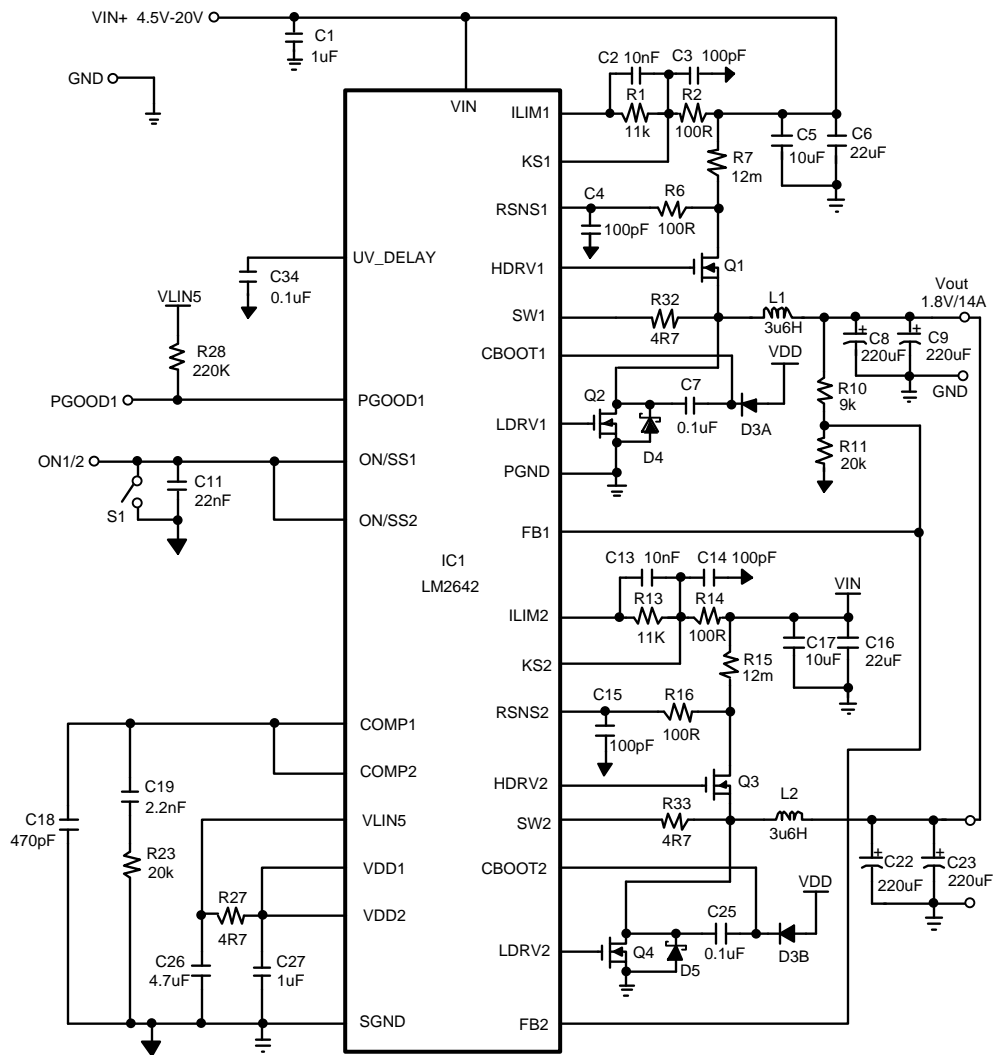 VIN+ 4.5V-20V
C1
1uF
GND
VIN
C2 10nF
C3 100pF
ILIM1
R1
11k
R2
100R
C5
10uF
C6
22uF
KS1
R7
12m
C4
100pF
R6
100R
RSNS1
UV_DELAY
C34
0.1uF
HDRV1
Q1
VLIN5
R28
220K
SW1
R32
4R7
L1
3u6H
Vout
1.8V/14A
C8
220uF
C9
220uF
GND
CBOOT1
VDD
PGOOD1
PGOOD1
Q2
C7
0.1uF
D3A
R10
9k
LDRV1
D4
R11
20k
ON1/2
ON/SS1
PGND
S1
C11
22nF
ON/SS2
FB1
IC1
LM2642
C13 10nF
C14 100pF
VIN
ILIM2
R13
11K
R14
100R
C17
10uF
C16
22uF
KS2
R15
12m
C15
100pF
R16
100R
RSNS2
COMP1
COMP2
HDRV2
Q3
C19
2.2nF
C18
470pF
VLIN5
SW2
R33
4R7
L2
3u6H
R23
20k
VDD1
CBOOT2
VDD
C22
220uF
C23
220uF
R27
4R7
VDD2
C25
0.1uF
D3B
LDRV2
Q4
D5
C26
4.7uF
C27
1uF
SGND
FB2